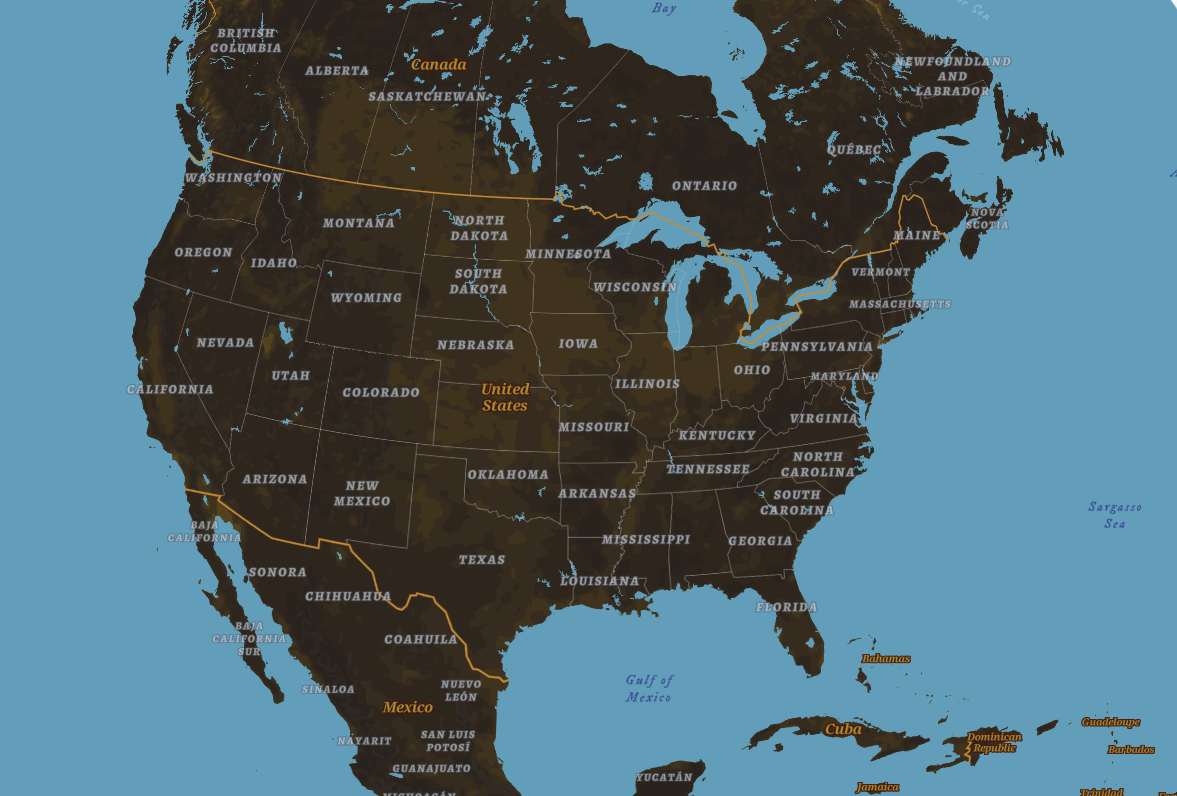 Bay
BRITISH
COLUMBIA
ALBERTA
Canada
SASKATCHEWAN
NEWFOUNDLAND
AND
LABRADOR
QUÉBEC
ONTARIO
WASHINGTON
MONTANA
NORTH
DAKOTA
MINNESOTA
MAINE
NOVA
SCOTIA
OREGON
IDAHO
SOUTH
DAKOTA
WISCONSIN
VERMONT
WYOMING
MASSACHUSETTS
NEVADA
NEBRASKA
IOWA
PENNSYLVANIA
UTAH
ILLINOIS
OHIO
MARYLAND
CALIFORNIA
COLORADO
United
States
MISSOURI
KENTUCKY
VIRGINIA
ARIZONA
NEW
MEXICO
OKLAHOMA
ARKANSAS
TENNESSEE
NORTH
CAROLINA
SOUTH
CAROLINA
Sargasso
Sea
BAJA
CALIFORNIA
MISSISSIPPI
GEORGIA
TEXAS
SONORA
LOUISIANA
CHIHUAHUA
FLORIDA
BAJA
CALIFORNIA
SUR
COAHUILA
Bahamas
SINALOA
NUEVO
LEÓN
Gulf of
Mexico
Mexico
Cuba
Dominican
Republic
Guadeloupe
NAYARIT
SAN LUIS
POTOSÍ
Barbados
GUANAJUATO
YUCATÁN
Jamaica
Trinidad
MICHOACÁN